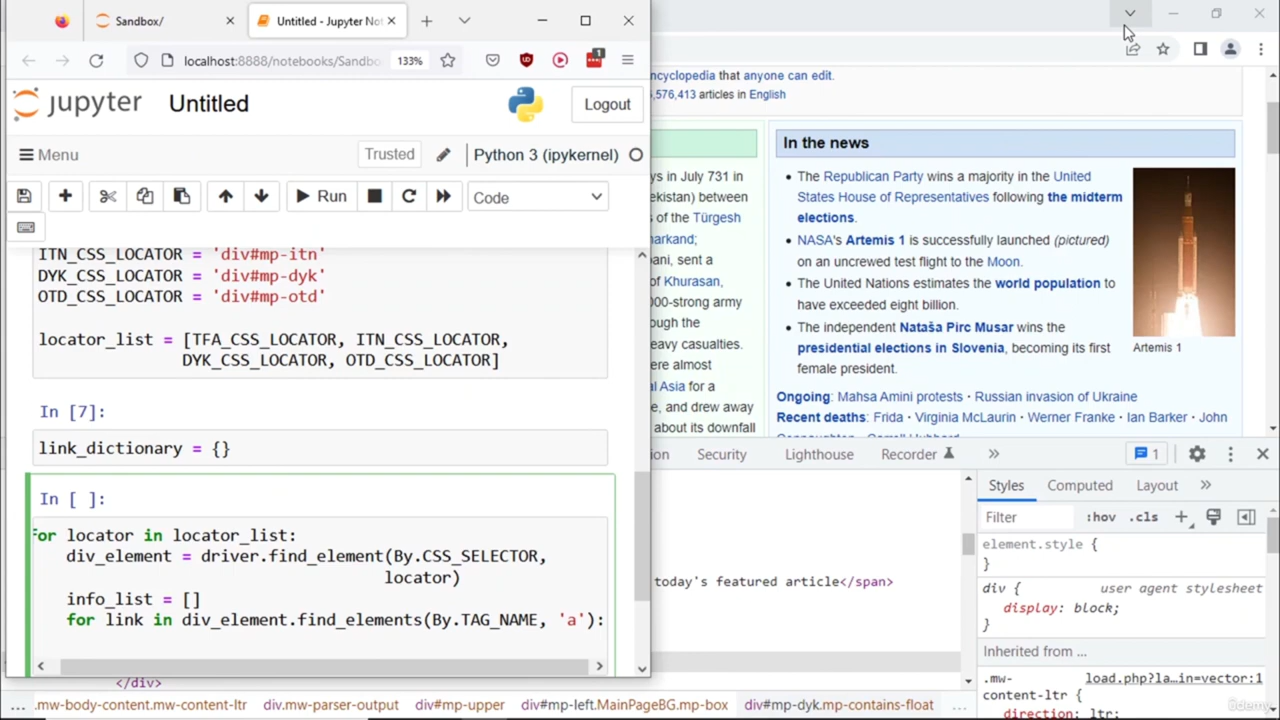 Sandbox/
Untitled - Jupyter Not
localhost:8888/notebooks/Sandbo
133%
1
jupyter Untitled
Logout
Menu
Trusted
Python 3 (ipykernel)
Run
Code
ITN_CSS_LOCATOR = 'div#mp-itn'
DYK_CSS_LOCATOR = 'div#mp-dyk'
OTD_CSS_LOCATOR = 'div#mp-otd'
locator_list = [TFA_CSS_LOCATOR, ITN_CSS_LOCATOR,
DYK_CSS_LOCATOR, OTD_CSS_LOCATOR]
In [7]:
link_dictionary = {}
In [ ]:
for locator in locator_list:
div_element = driver.find_element(By.CSS_SELECTOR,
locator)
info_list = []
for link in div_element.find_elements(By.TAG_NAME, 'a'):
ncyclopedia that anyone can edit.
,576,413 articles in English
ys in July 731 in
ekistan) between
s of the Türgesh
arkand;
pani, sent a
of Khurasan,
000-strong army
ough the
eavy casualties.
ere almost
l Asia for a
e, and drew away
about its downfall
In the news
The Republican Party wins a majority in the United
States House of Representatives following the midterm
elections.
NASA's Artemis 1 is successfully launched (pictured)
on an uncrewed test flight to the Moon.
The United Nations estimates the world population to
have exceeded eight billion.
The independent Nataša Pirc Musar wins the
presidential elections in Slovenia, becoming its first
female president.
Artemis 1
Ongoing: Mahsa Amini protests · Russian invasion of Ukraine
Recent deaths: Frida · Virginia McLaurin · Werner Franke · Ian Barker · John
ion
Security
Lighthouse
Recorder
1
Styles
Computed
Layout
Filter
:hov .cls
element.style {
}
today's featured article</span>
div {
user agent stylesheet
display: block;
}
Inherited from ...
.mw-
load.php?la…in=vector:1
content-ltr {
direction: ltr;
</div>
... .mw-body-content.mw-content-ltr div.mw-parser-output div#mp-upper div#mp-left.MainPageBG.mp-box div#mp-dyk.mp-contains-float ...
ûdemy